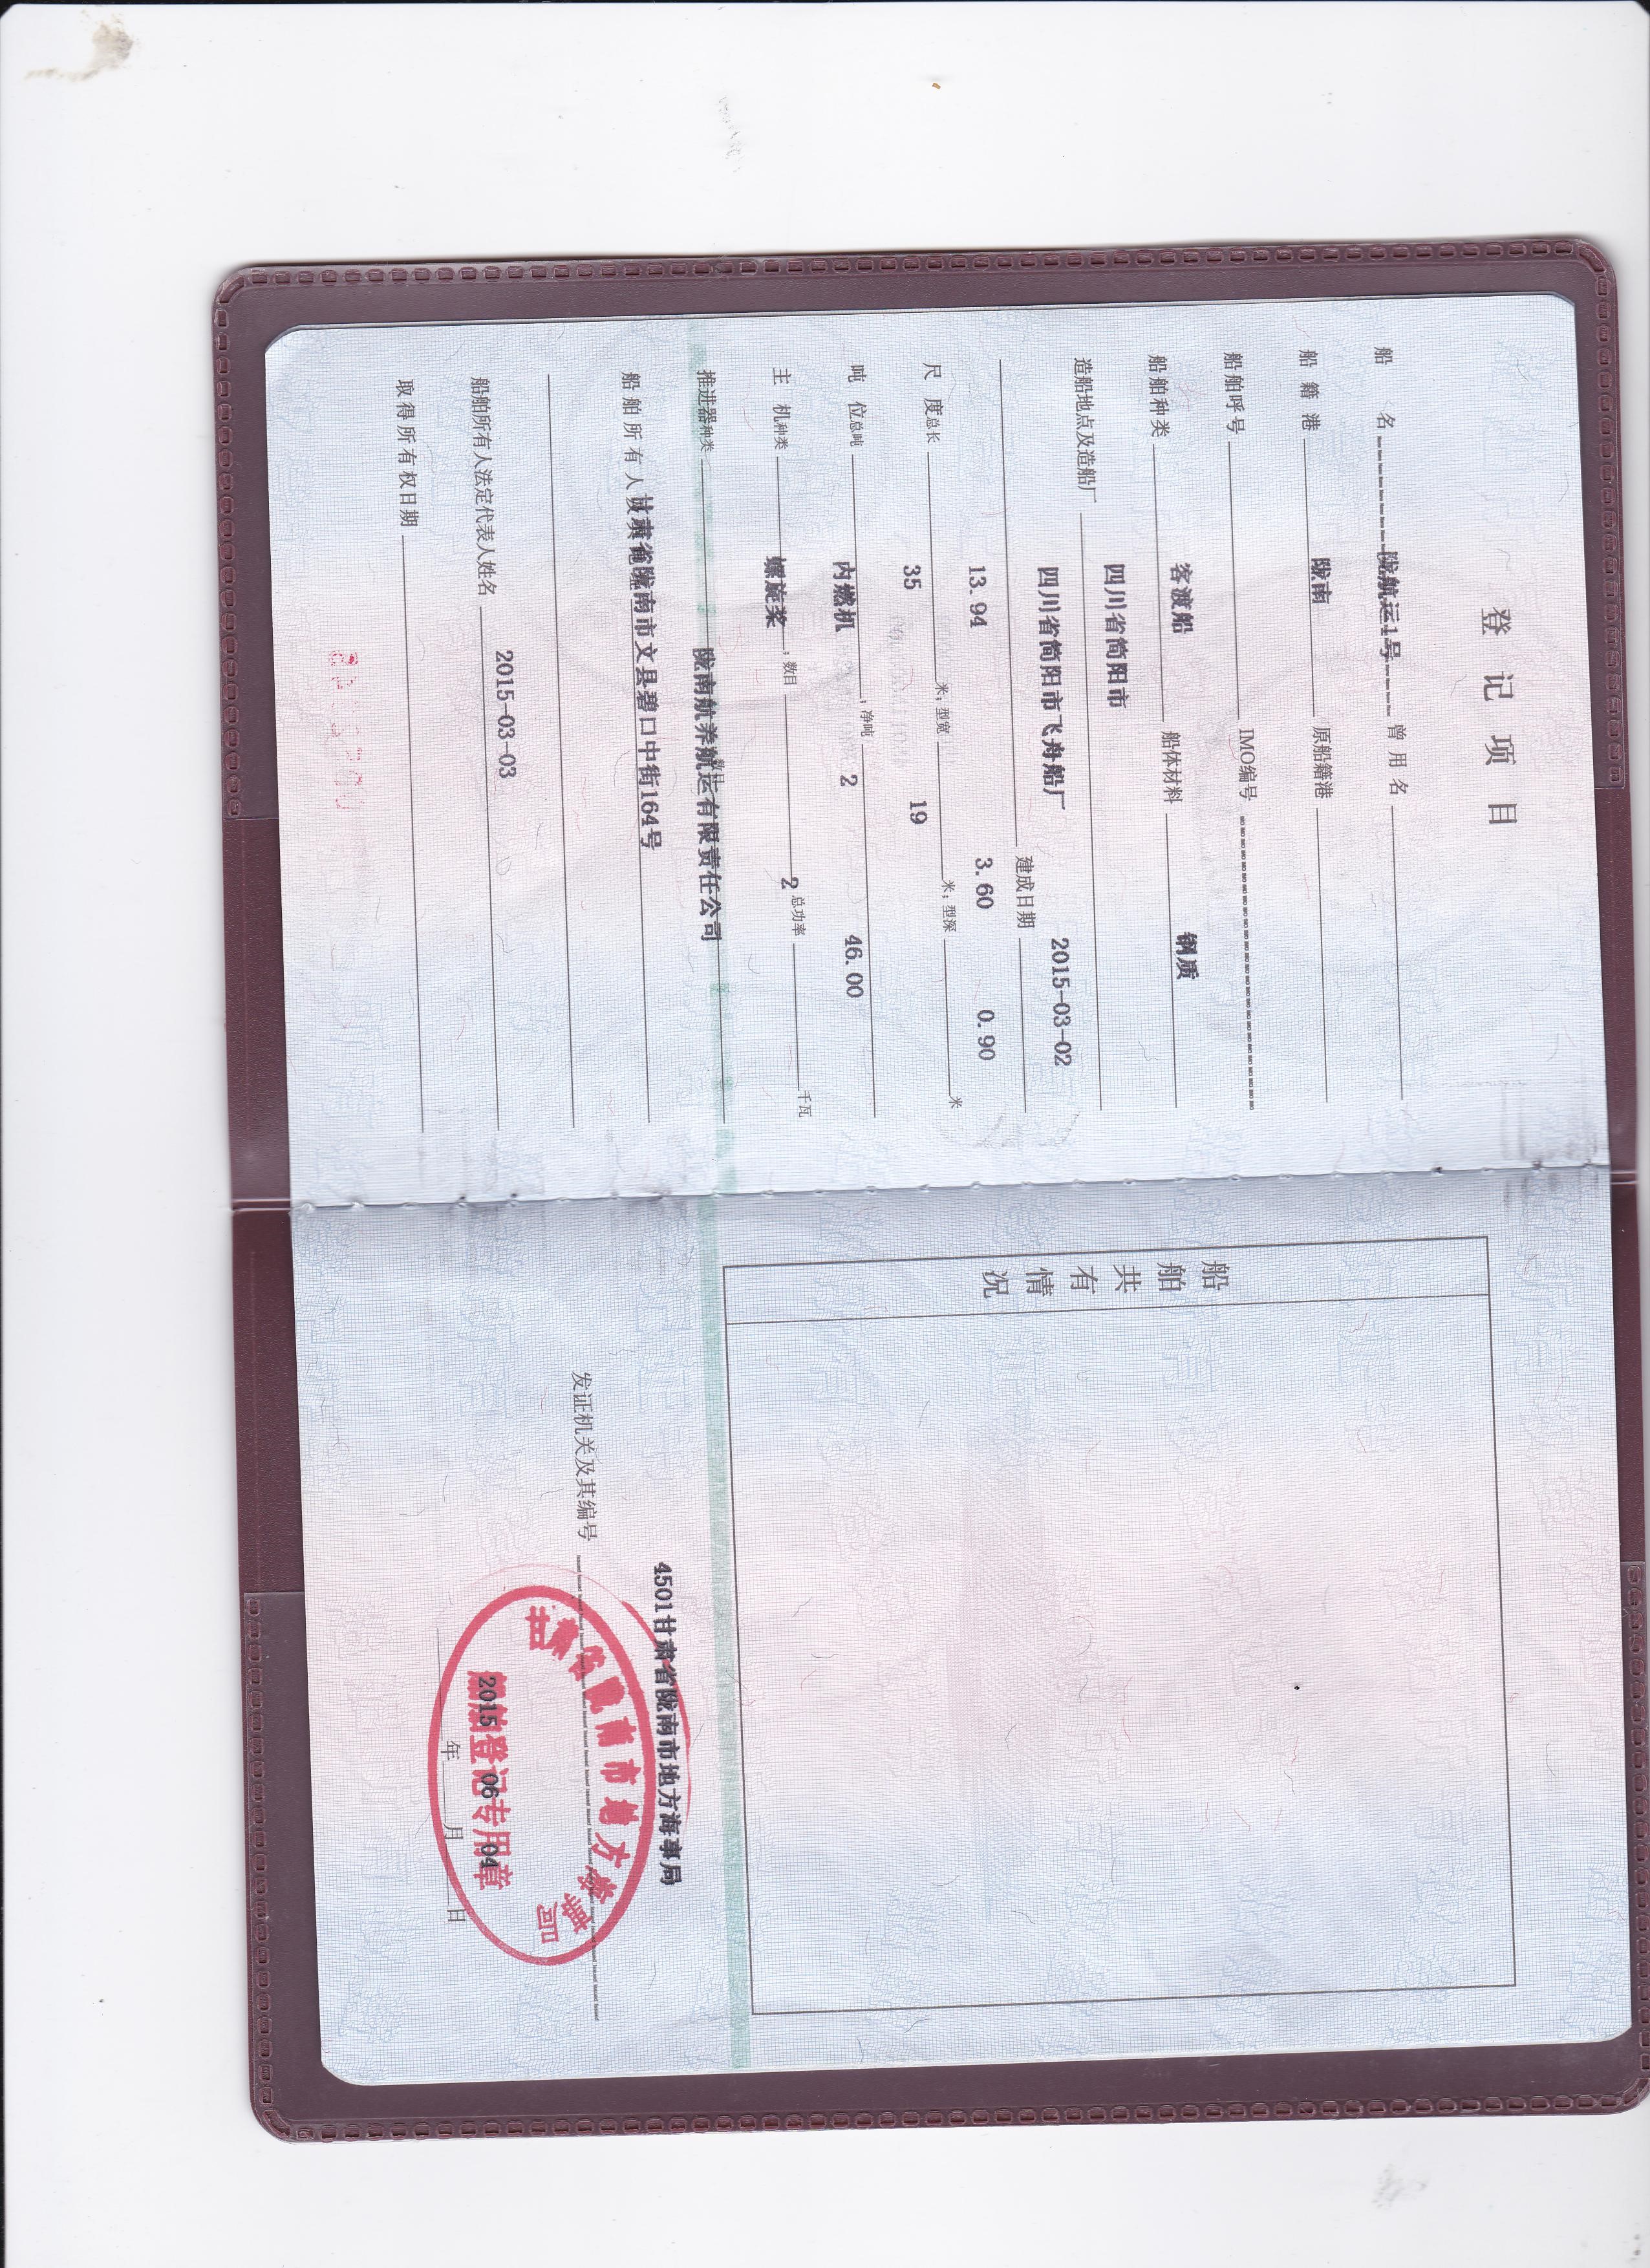 登记项目
船名 陇航运1号 曾用名
船籍港 陇南 原船籍港
船舶呼号 IMO编号
船舶种类 客渡船 船体材料 钢质
四川省简阳市
造船地点及造船厂
四川省简阳市飞舟船厂 2015-03-02
建成日期
13.94 3.60 0.90
尺度总长 米；型宽 米；型深 米
35 19
吨位总吨 ；净吨
内燃机 2 46.00
主机种类 ；数目 总功率 千瓦
螺旋桨 2
推进器种类 数目
陇南航养航运有限责任公司
甘肃省陇南市文县碧口中街164号
船舶所有人及其地址
2015-03-03
船舶所有人法定代表人姓名
取得所有权日期
船舶共有情况
4501甘肃省陇南市地方海事局
发证机关及其编号
甘肃省陇南市地方海事局
船舶登记专用章
2015 06 04
年 月 日